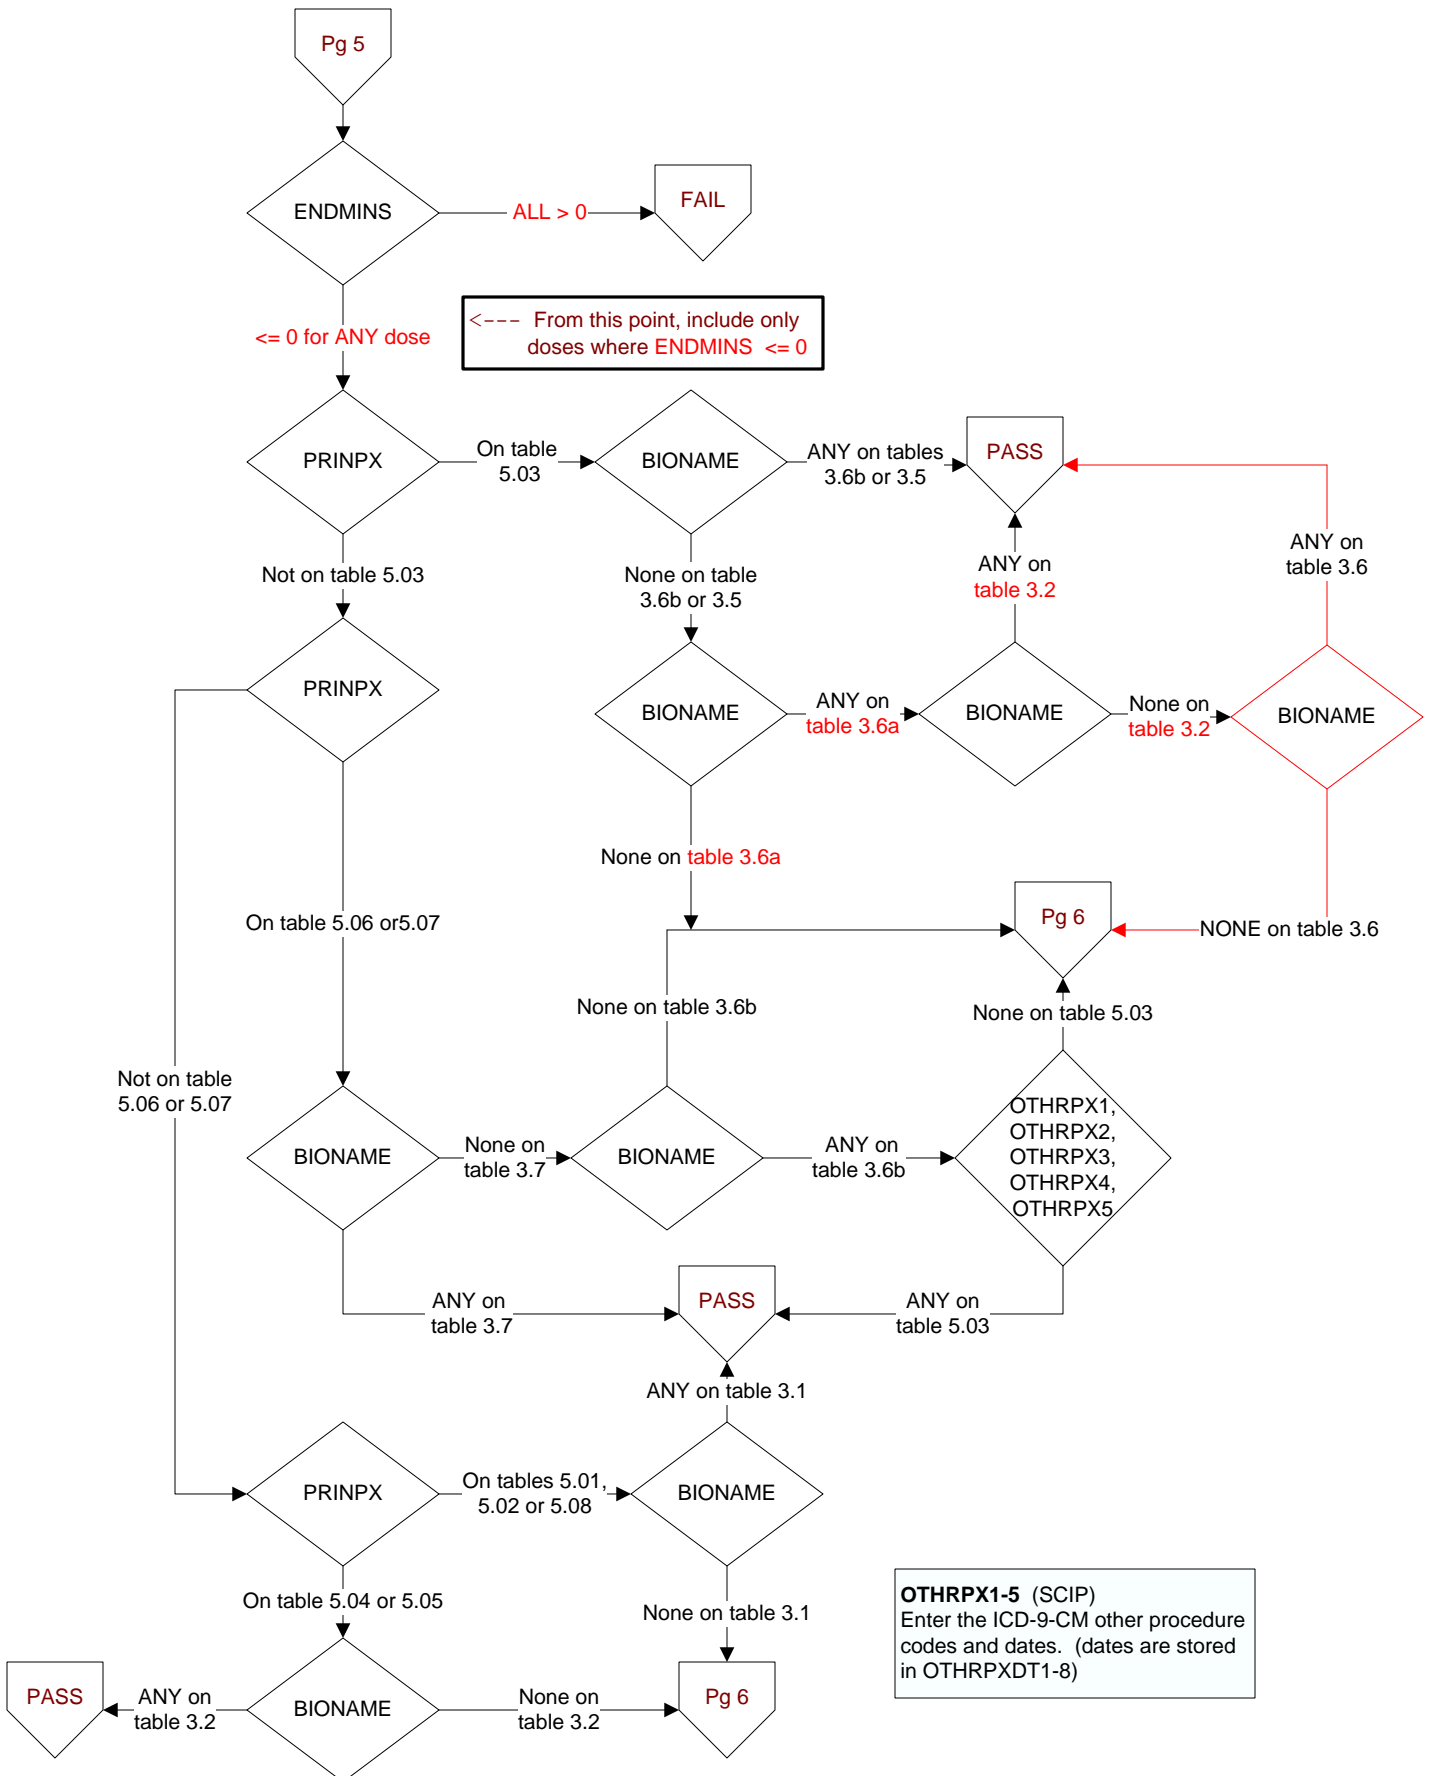 Pg 5
ENDMINS
ALL > 0
FAIL
<= 0 for ANY dose
<--- From this point, include only
doses where ENDMINS <= 0
PRINPX
On table
5.03
BIONAME
ANY on tables
3.6b or 3.5
PASS
Not on table 5.03
None on table
3.6b or 3.5
ANY on
table 3.2
ANY on
table 3.6
PRINPX
BIONAME
ANY on
table 3.6a
BIONAME
None on
table 3.2
BIONAME
None on table 3.6a
On table 5.06 or5.07
Pg 6
NONE on table 3.6
None on table 3.6b
None on table 5.03
Not on table
5.06 or 5.07
BIONAME
None on
table 3.7
BIONAME
ANY on
table 3.6b
OTHRPX1,
OTHRPX2,
OTHRPX3,
OTHRPX4,
OTHRPX5
ANY on
table 3.7
PASS
ANY on
table 5.03
ANY on table 3.1
PRINPX
On tables 5.01,
5.02 or 5.08
BIONAME
On table 5.04 or 5.05
None on table 3.1
OTHRPX1-5 (SCIP)
Enter the ICD-9-CM other procedure
codes and dates. (dates are stored
in OTHRPXDT1-8)
PASS
ANY on
table 3.2
BIONAME
None on
table 3.2
Pg 6